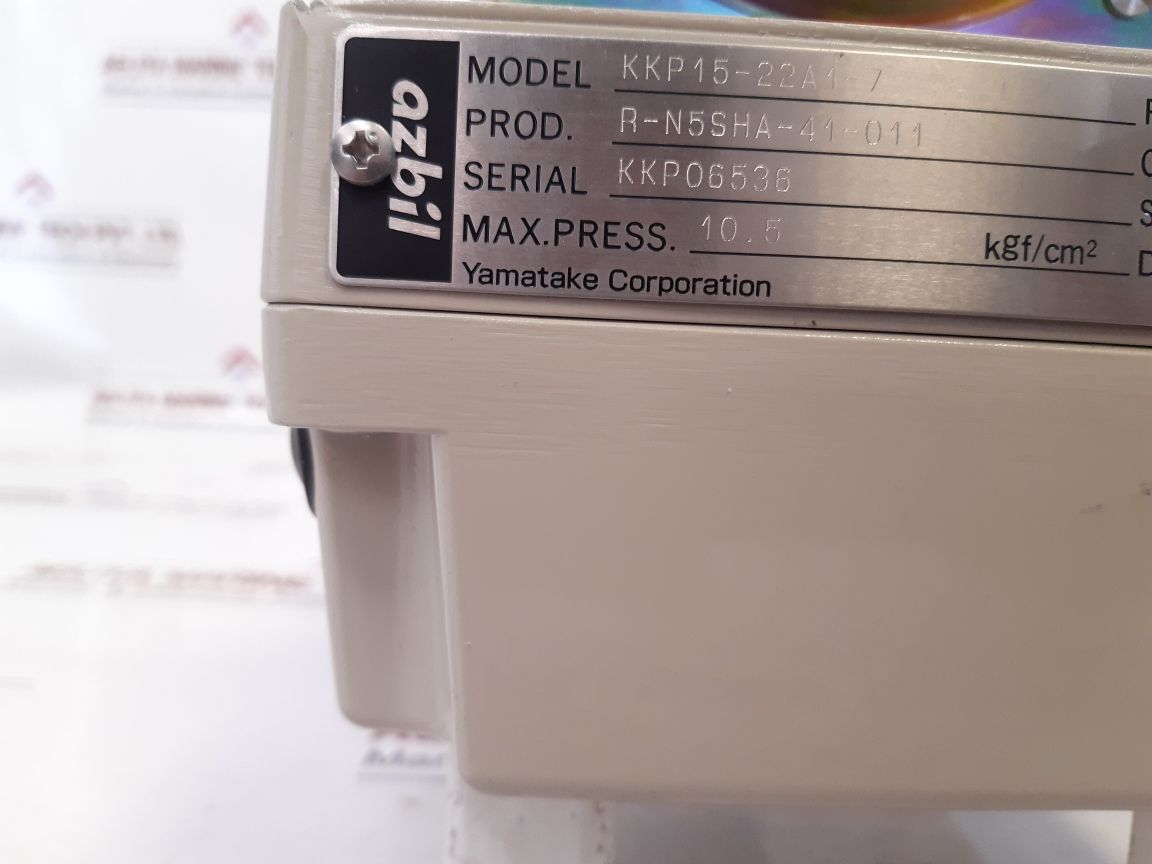 azbil
MODEL KKP15-22A1-7
PROD. R-N5SHA-41-011
SERIAL KKP06536
MAX.PRESS. 10.5 kgf/cm²
Yamatake Corporation